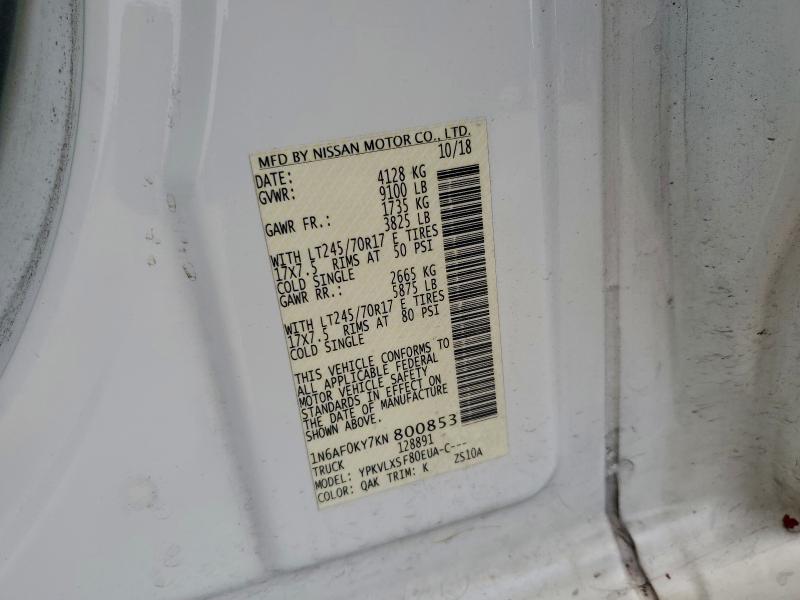 MFD BY NISSAN MOTOR CO., LTD.
DATE: 10/18
GVWR: 4128 KG
9100 LB
GAWR FR.: 1735 KG
3825 LB
WITH LT245/70R17 E TIRES
17X7.5 RIMS AT 50 PSI
COLD SINGLE
GAWR RR.: 2665 KG
5875 LB
WITH LT245/70R17 E TIRES
17X7.5 RIMS AT 80 PSI
COLD SINGLE
THIS VEHICLE CONFORMS TO
ALL APPLICABLE FEDERAL
MOTOR VEHICLE SAFETY
STANDARDS IN EFFECT ON
THE DATE OF MANUFACTURE
SHOWN ABOVE.
1N6AF0KY7KN 800853
TRUCK 128891
MODEL: YPKVLXSF80EUA-C---
COLOR: QAK TRIM: K ZS10A